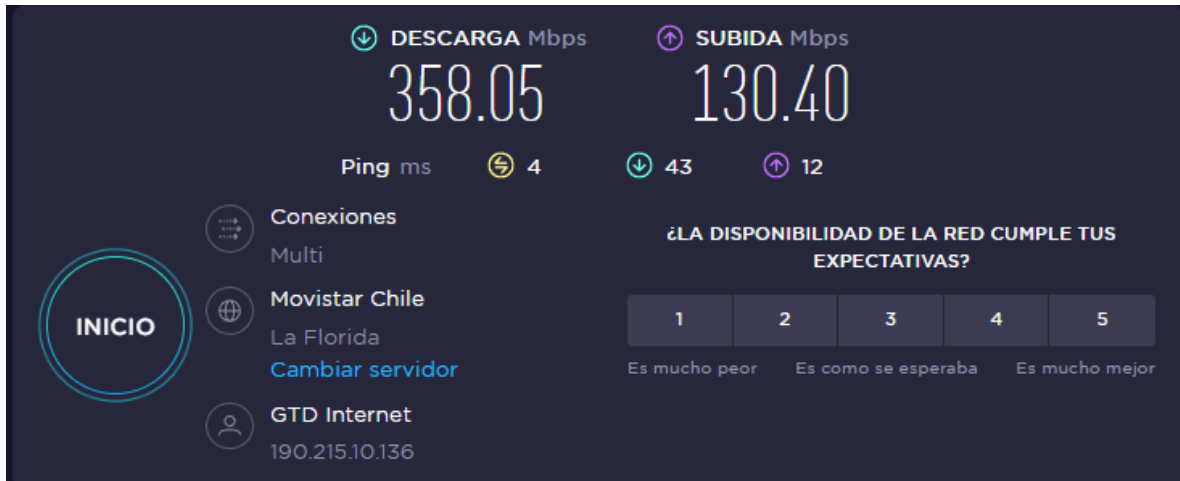 DESCARGA Mbps
SUBIDA Mbps
358.05
130.40
Ping ms 4 43 12
Conexiones
Multi
Movistar Chile
La Florida
Cambiar servidor
GTD Internet
190.215.10.136
INICIO
¿LA DISPONIBILIDAD DE LA RED CUMPLE TUS
EXPECTATIVAS?
1 2 3 4 5
Es mucho peor Es como se esperaba Es mucho mejor